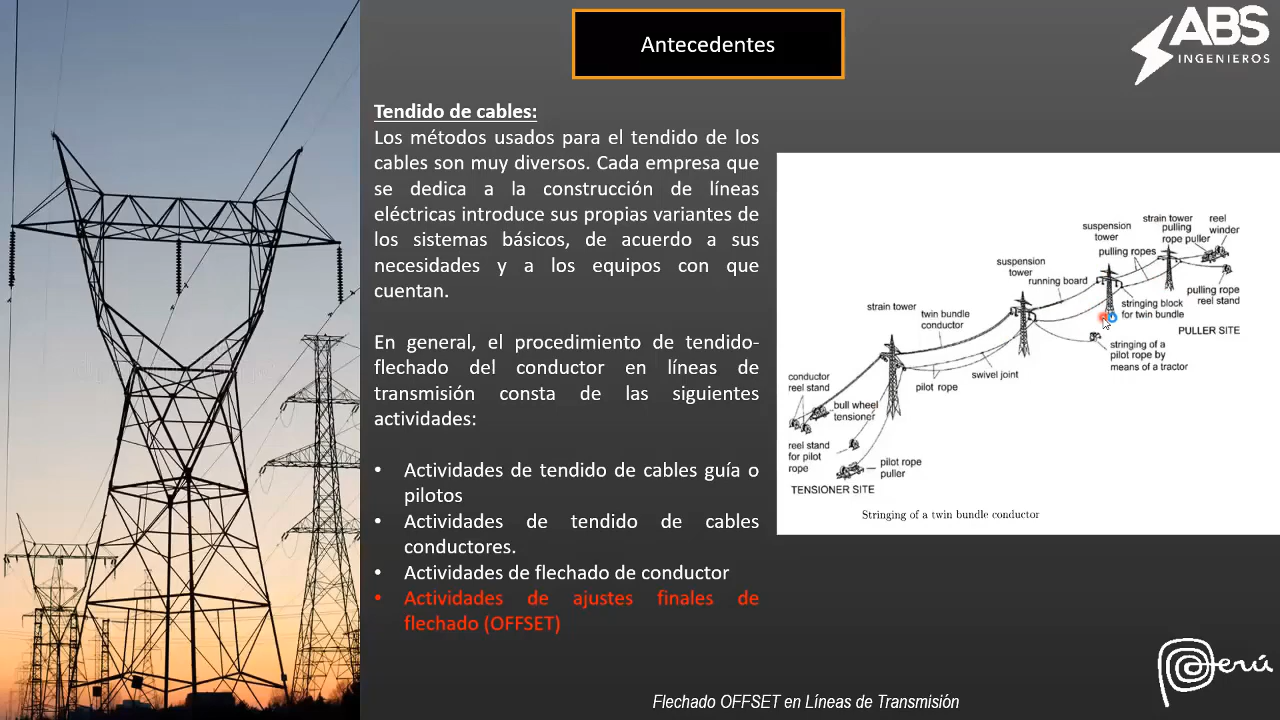 Antecedentes
ABS
INGENIEROS
Tendido de cables:
Los métodos usados para el tendido de los
cables son muy diversos. Cada empresa que
se dedica a la construcción de líneas
eléctricas introduce sus propias variantes de
los sistemas básicos, de acuerdo a sus
necesidades y a los equipos con que
cuentan.
En general, el procedimiento de tendido-
flechado del conductor en líneas de
transmisión consta de las siguientes
actividades:
• Actividades de tendido de cables guía o
pilotos
• Actividades de tendido de cables
conductores.
• Actividades de flechado de conductor
• Actividades de ajustes finales de
flechado (OFFSET)
strain tower
reel
winder
pulling
rope puller
suspension
tower
pulling ropes
suspension
tower
running board
pulling rope
reel stand
stringing block
for twin bundle
PULLER SITE
strain tower
twin bundle
conductor
stringing of a
pilot rope by
means of a tractor
swivel joint
pilot rope
conductor
reel stand
bull wheel
tensioner
reel stand
for pilot
rope
pilot rope
puller
TENSIONER SITE
Stringing of a twin bundle conductor
Perú
Flechado OFFSET en Líneas de Transmisión